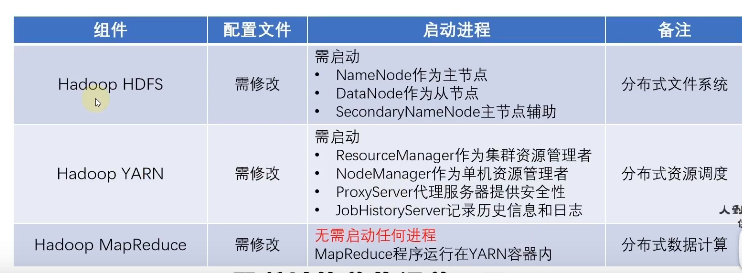 组件 配置文件 启动进程 备注
Hadoop HDFS 需修改 需启动
• NameNode作为主节点
• DataNode作为从节点
• SecondaryNameNode主节点辅助
分布式文件系统
Hadoop YARN 需修改 需启动
• ResourceManager作为集群资源管理者
• NodeManager作为单机资源管理者
• ProxyServer代理服务器提供安全性
• JobHistoryServer记录历史信息和日志
分布式资源调度
Hadoop MapReduce 需修改 无需启动任何进程
MapReduce程序运行在YARN容器内
分布式数据计算